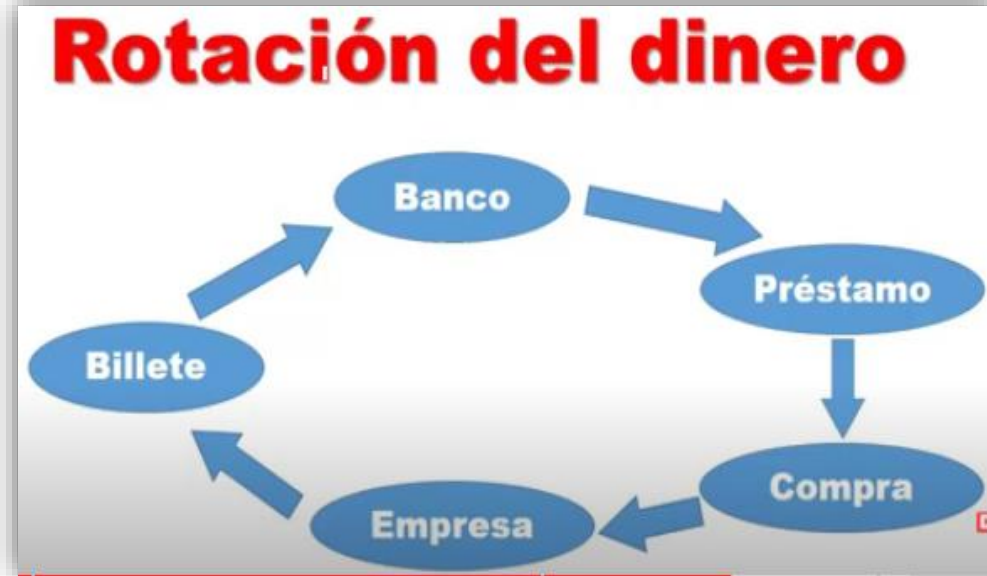 Rotación del dinero
Banco
Préstamo
Billete
Compra
Empresa